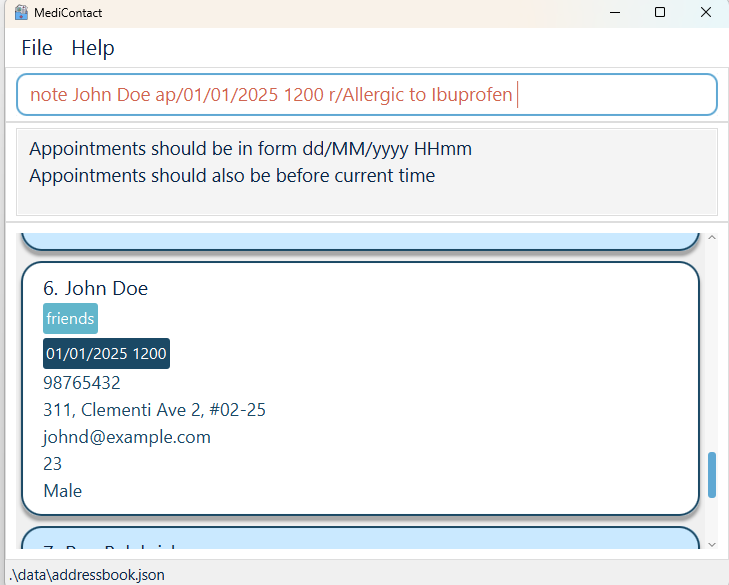 MediContact
File Help
note John Doe ap/01/01/2025 1200 r/Allergic to Ibuprofen
Appointments should be in form dd/MM/yyyy HHmm
Appointments should also be before current time
6. John Doe
friends
01/01/2025 1200
98765432
311, Clementi Ave 2, #02-25
johnd@example.com
23
Male
.\data\addressbook.json